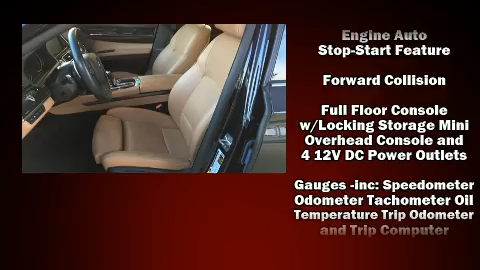 Engine Auto
Stop-Start Feature
Forward Collision
Full Floor Console
w/Locking Storage Mini
Overhead Console and
4 12V DC Power Outlets
Gauges -inc: Speedometer
Odometer Tachometer Oil
Temperature Trip Odometer
and Trip Computer